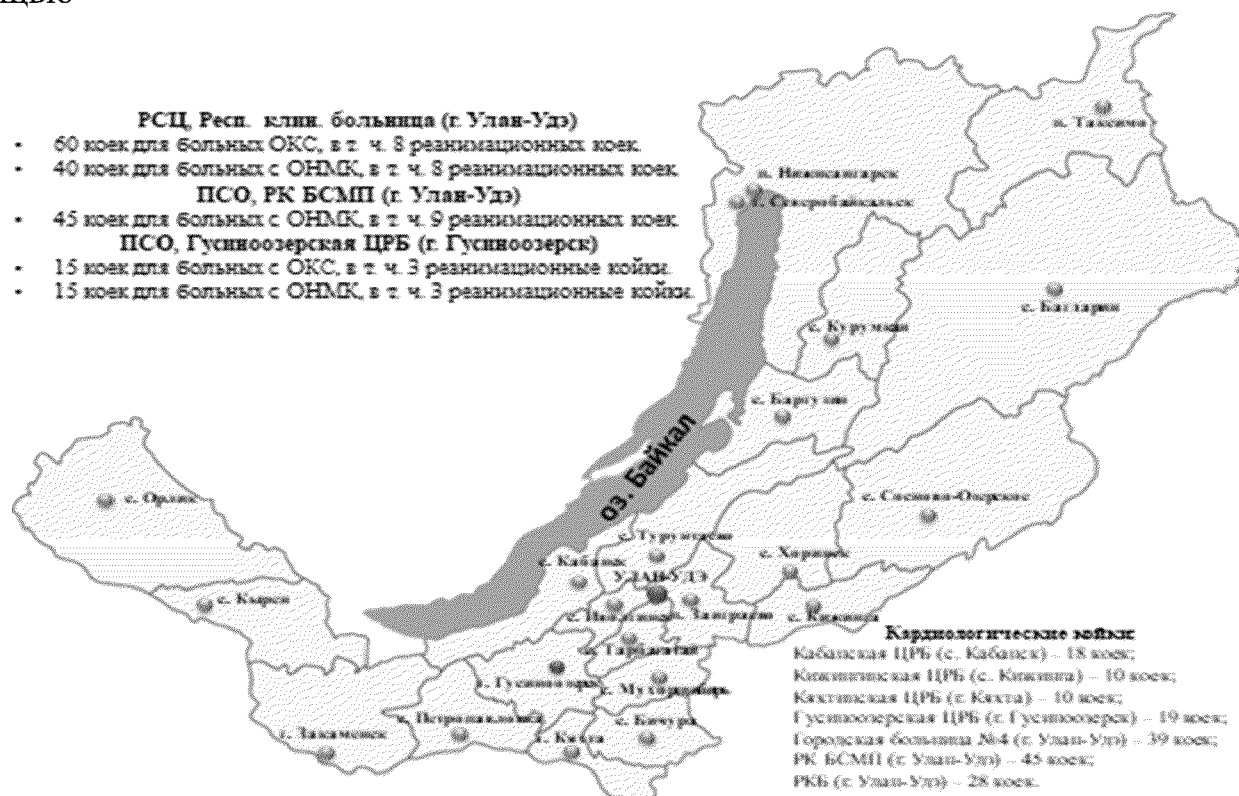 щью
РСЦ, Респ. клин. больница (г. Улан-Удэ)
• 60 коек для больных ОКС, в т. ч. 8 реанимационных коек.
• 40 коек для больных с ОНМК, в т. ч. 8 реанимационных коек.
ПСО, РК БСМП (г. Улан-Удэ)
• 45 коек для больных с ОНМК, в т. ч. 9 реанимационных коек.
ПСО, Гусиноозерская ЦРБ (г. Гусиноозерск)
• 15 коек для больных с ОКС, в т. ч. 3 реанимационные койки.
• 15 коек для больных с ОНМК, в т. ч. 3 реанимационные койки.
п. Таксимо
п. Нижнеангарск
г. Северобайкальск
с. Багдарин
с. Курумкан
с. Баргузин
оз. Байкал
с. Орлик
с. Сосново-Озерское
с. Турунтаево
с. Хоринск
с. Кабанск
УЛАН-УДЭ
с. Кырен
с. Иволгинск
п. Заиграево
с. Кижинга
п. Тарбагатай
г. Гусиноозерск
с. Мухоршибирь
с. Петропавловка
с. Бичура
г. Закаменск
г. Кяхта
Кардиологические койки:
Кабанская ЦРБ (с. Кабанск) – 18 коек;
Кижингинская ЦРБ (с. Кижинга) – 10 коек;
Кяхтинская ЦРБ (г. Кяхта) – 10 коек;
Гусиноозерская ЦРБ (г. Гусиноозерск) – 19 коек;
Городская больница №4 (г. Улан-Удэ) – 39 коек;
РК БСМП (г. Улан-Удэ) – 45 коек;
РКБ (г. Улан-Удэ) – 28 коек.